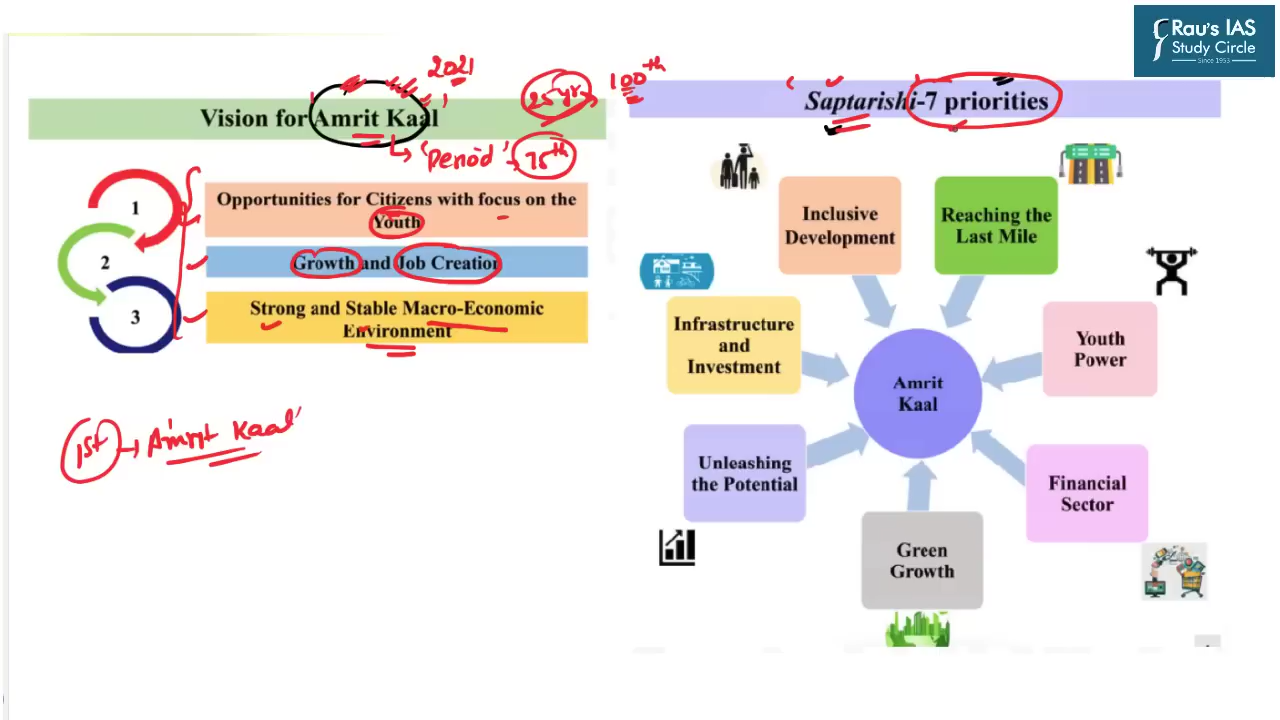 Rau's IAS
Study Circle
Since 1953
2021
25 yr
100th
Vision for Amrit Kaal
'Period'
75th
Saptarishi-7 priorities
1
Opportunities for Citizens with focus on the
Youth
2
Growth and Job Creation
3
Strong and Stable Macro-Economic
Environment
1st → Amrit Kaal'
Inclusive
Development
Reaching the
Last Mile
Infrastructure
and
Investment
Youth
Power
Amrit
Kaal
Unleashing
the Potential
Financial
Sector
Green
Growth